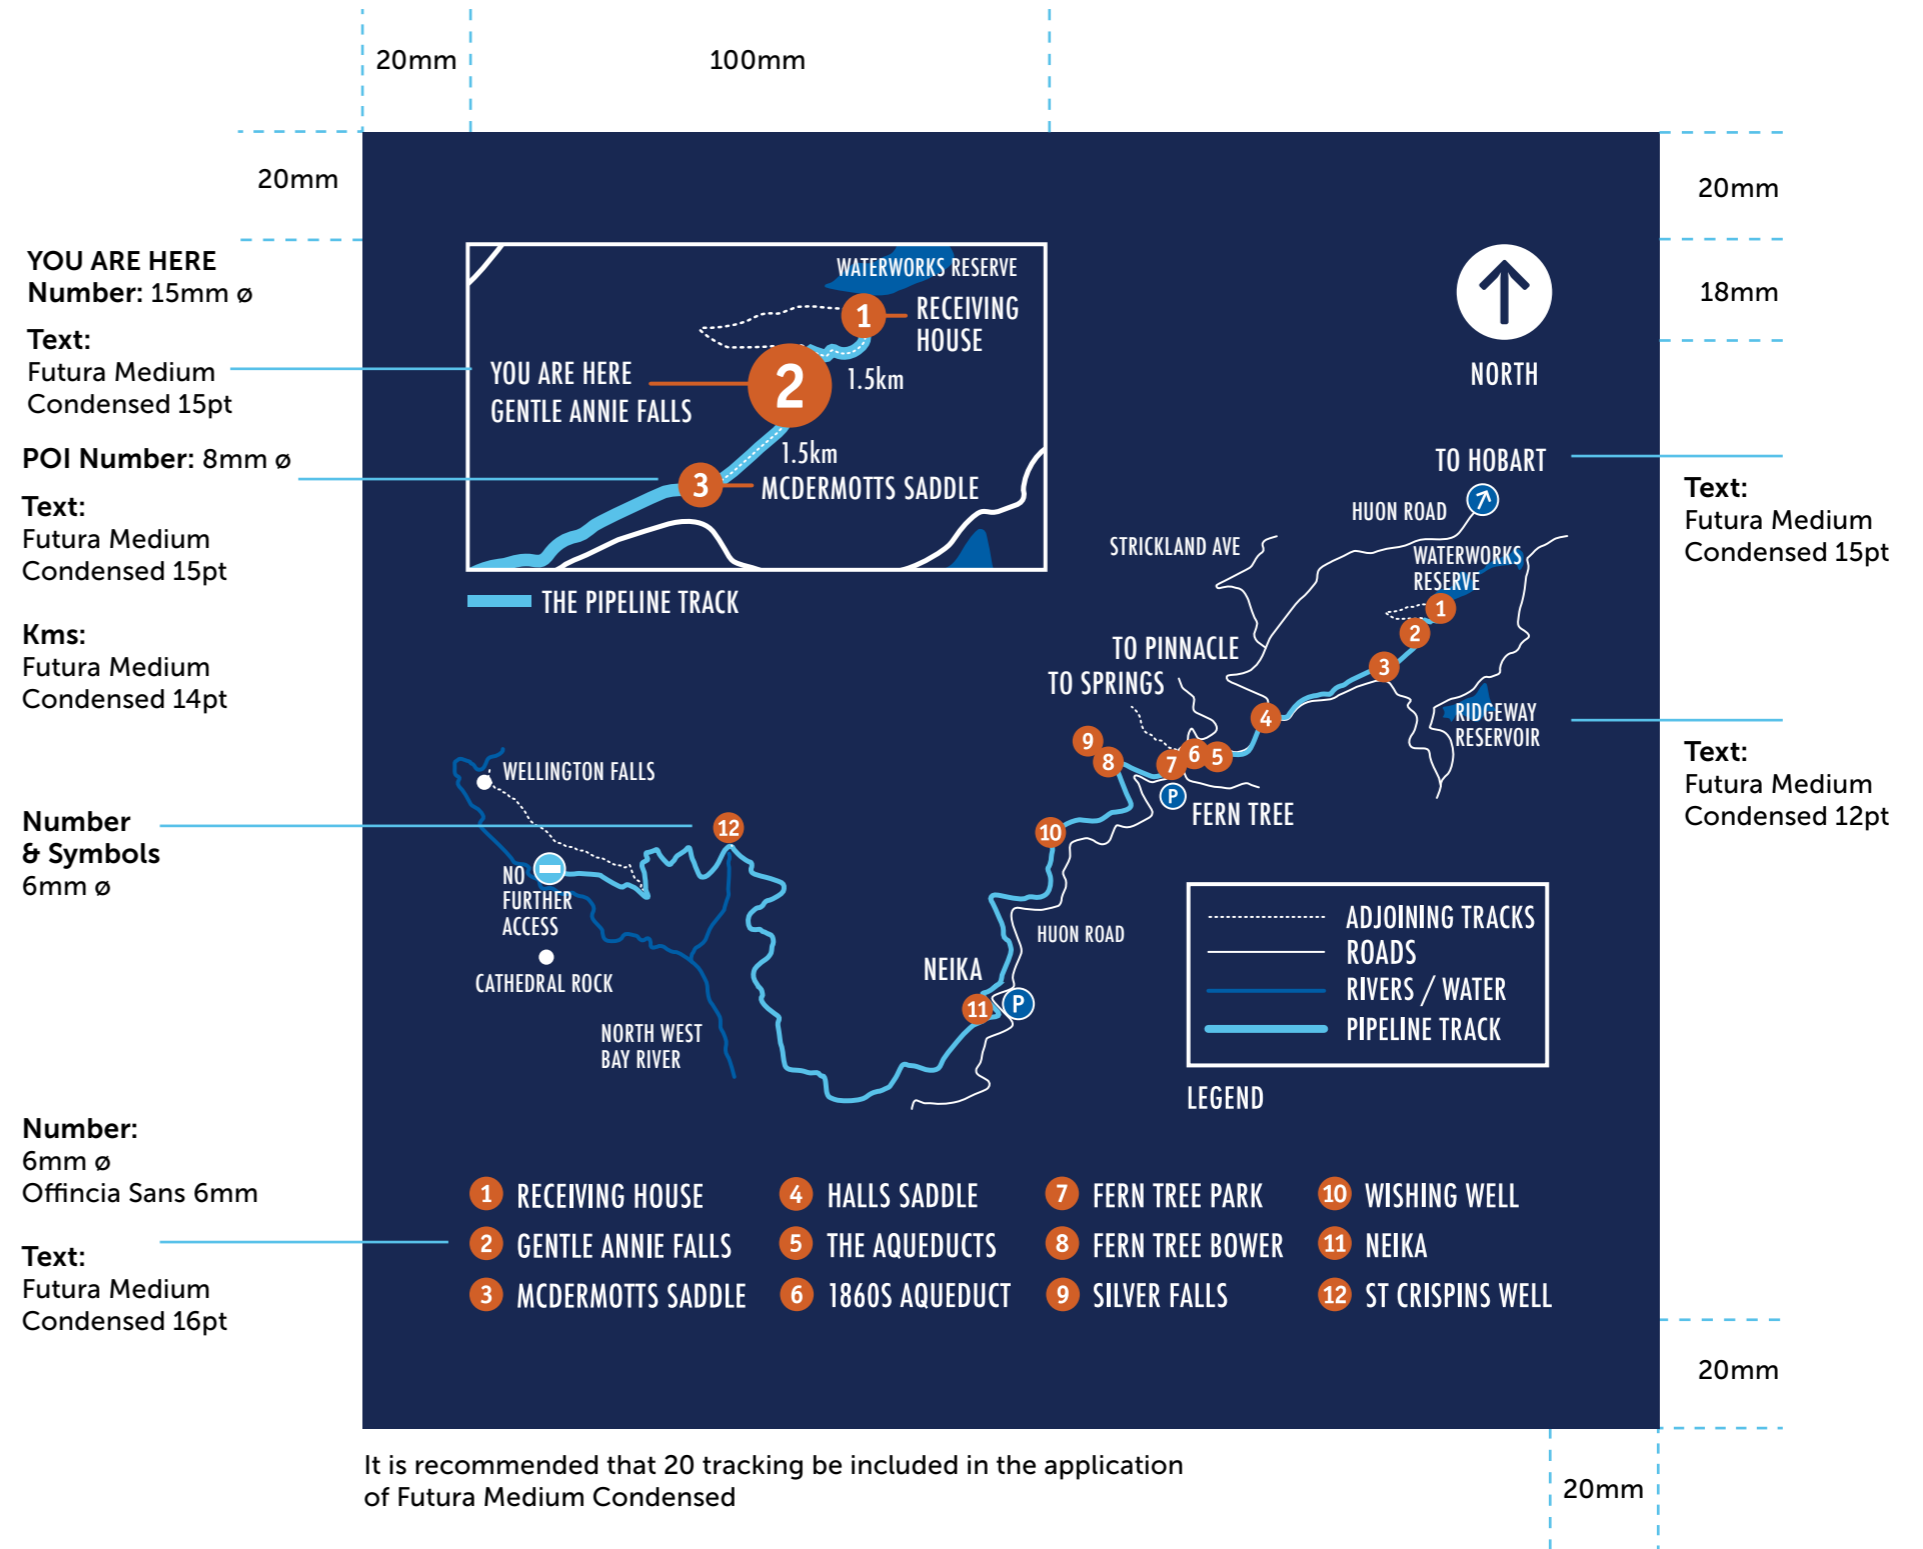 20mm
100mm
20mm
20mm
18mm
YOU ARE HERE
Number: 15mm ø
Text:
Futura Medium
Condensed 15pt
POI Number: 8mm ø
Text:
Futura Medium
Condensed 15pt
Kms:
Futura Medium
Condensed 14pt
Number
& Symbols
6mm ø
Number:
6mm ø
Offincia Sans 6mm
Text:
Futura Medium
Condensed 16pt
WATERWORKS RESERVE
1
RECEIVING
HOUSE
YOU ARE HERE
GENTLE ANNIE FALLS
2
1.5km
1.5km
3
MCDERMOTTS SADDLE
THE PIPELINE TRACK
NORTH
TO HOBART
HUON ROAD
STRICKLAND AVE
WATERWORKS
RESERVE
1
2
3
TO PINNACLE
TO SPRINGS
4
RIDGEWAY
RESERVOIR
9
8
7
6
5
P
FERN TREE
WELLINGTON FALLS
12
10
NO
FURTHER
ACCESS
CATHEDRAL ROCK
HUON ROAD
NEIKA
11
P
NORTH WEST
BAY RIVER
ADJOINING TRACKS
ROADS
RIVERS / WATER
PIPELINE TRACK
LEGEND
1 RECEIVING HOUSE
2 GENTLE ANNIE FALLS
3 MCDERMOTTS SADDLE
4 HALLS SADDLE
5 THE AQUEDUCTS
6 1860S AQUEDUCT
7 FERN TREE PARK
8 FERN TREE BOWER
9 SILVER FALLS
10 WISHING WELL
11 NEIKA
12 ST CRISPINS WELL
Text:
Futura Medium
Condensed 15pt
Text:
Futura Medium
Condensed 12pt
20mm
20mm
It is recommended that 20 tracking be included in the application
of Futura Medium Condensed